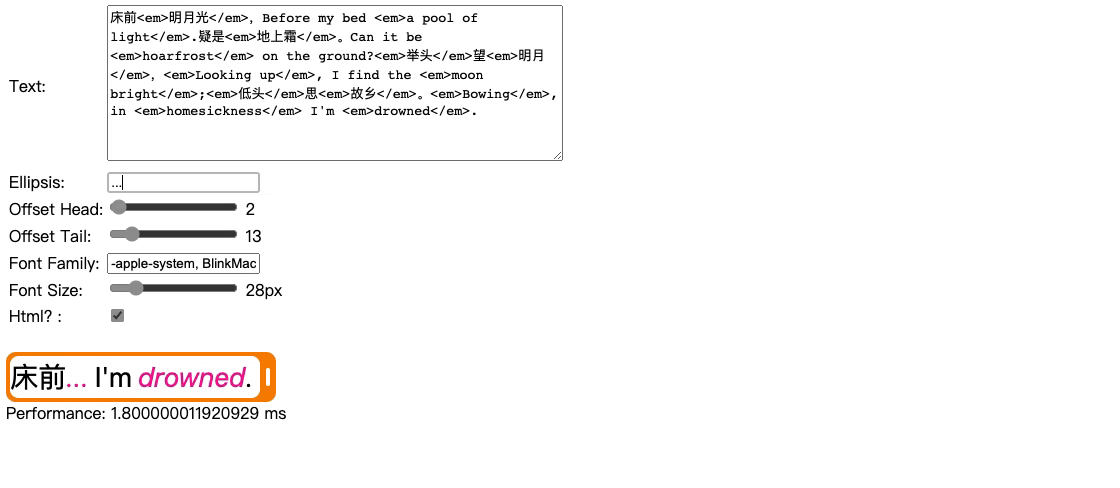 Text:
床前<em>明月光</em>，Before my bed <em>a pool of
light</em>.疑是<em>地上霜</em>。Can it be
<em>hoarfrost</em> on the ground?<em>举头</em>望<em>明月
</em>，<em>Looking up</em>, I find the <em>moon
bright</em>;<em>低头</em>思<em>故乡</em>。<em>Bowing</em>,
in <em>homesickness</em> I'm <em>drowned</em>.
Ellipsis: ...
Offset Head: 2
Offset Tail: 13
Font Family: -apple-system, BlinkMac
Font Size: 28px
Html? :
床前... I'm drowned.
Performance: 1.800000011920929 ms